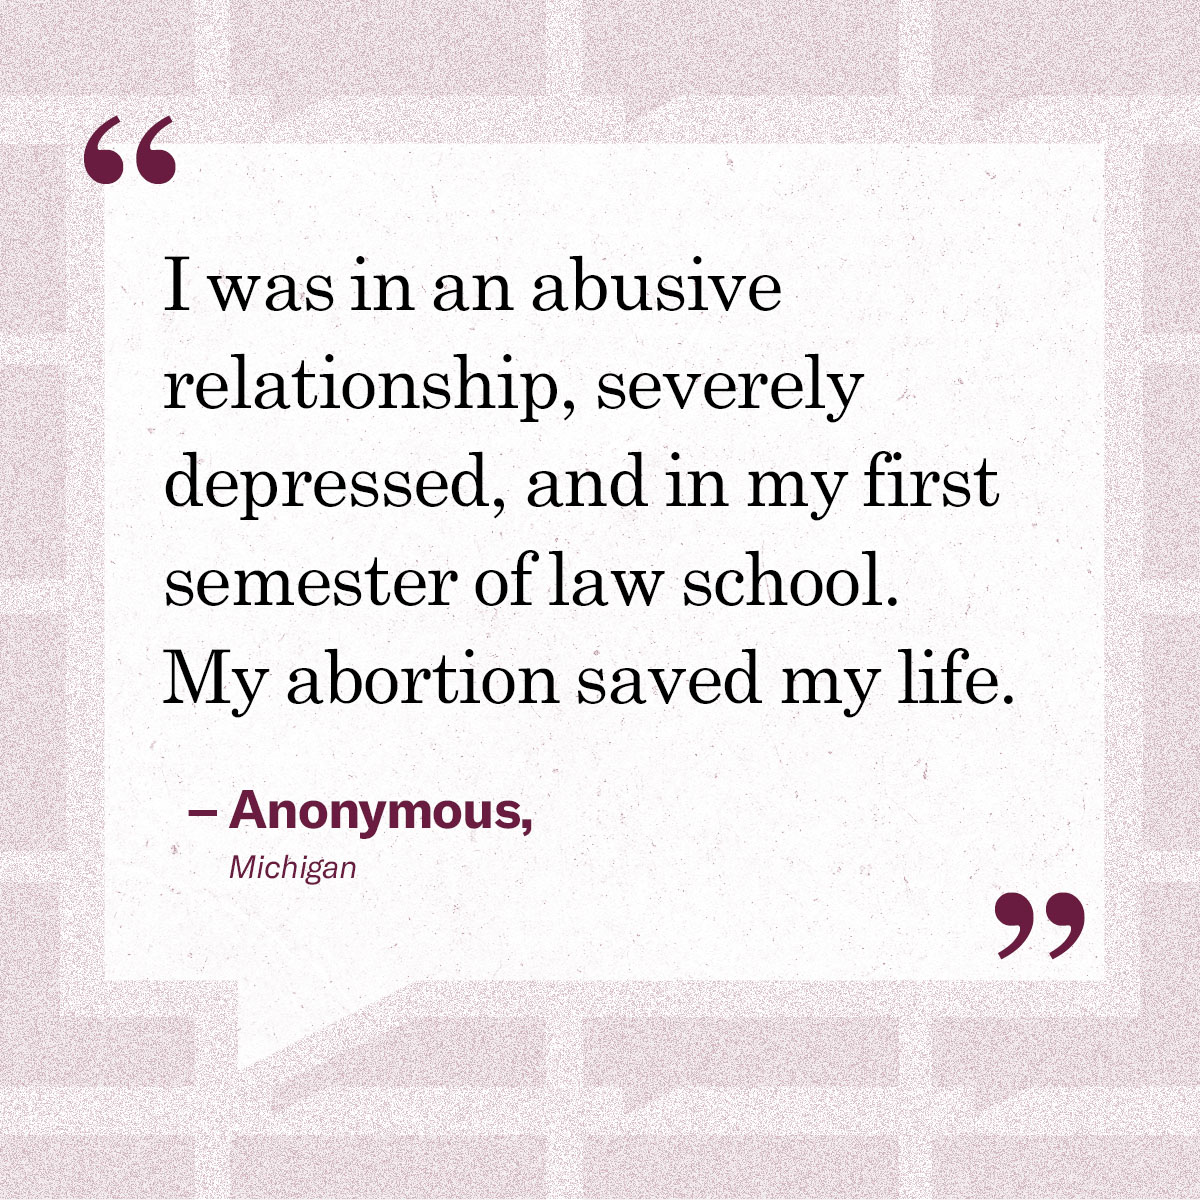 “
I was in an abusive
relationship, severely
depressed, and in my first
semester of law school.
My abortion saved my life.
– Anonymous,
Michigan
”